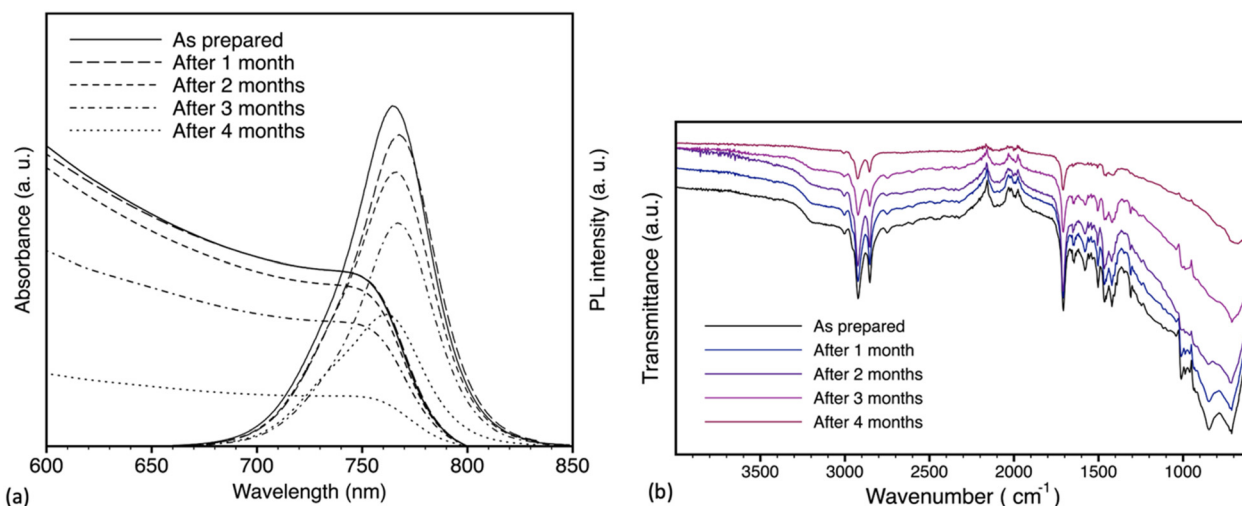 As prepared
After 1 month
After 2 months
After 3 months
After 4 months
Absorbance (a. u.)
PL intensity (a. u.)
600 650 700 750 800 850
Wavelength (nm)
(a)
Transmittance (a.u.)
As prepared
After 1 month
After 2 months
After 3 months
After 4 months
3500 3000 2500 2000 1500 1000
Wavenumber ( cm⁻¹)
(b)